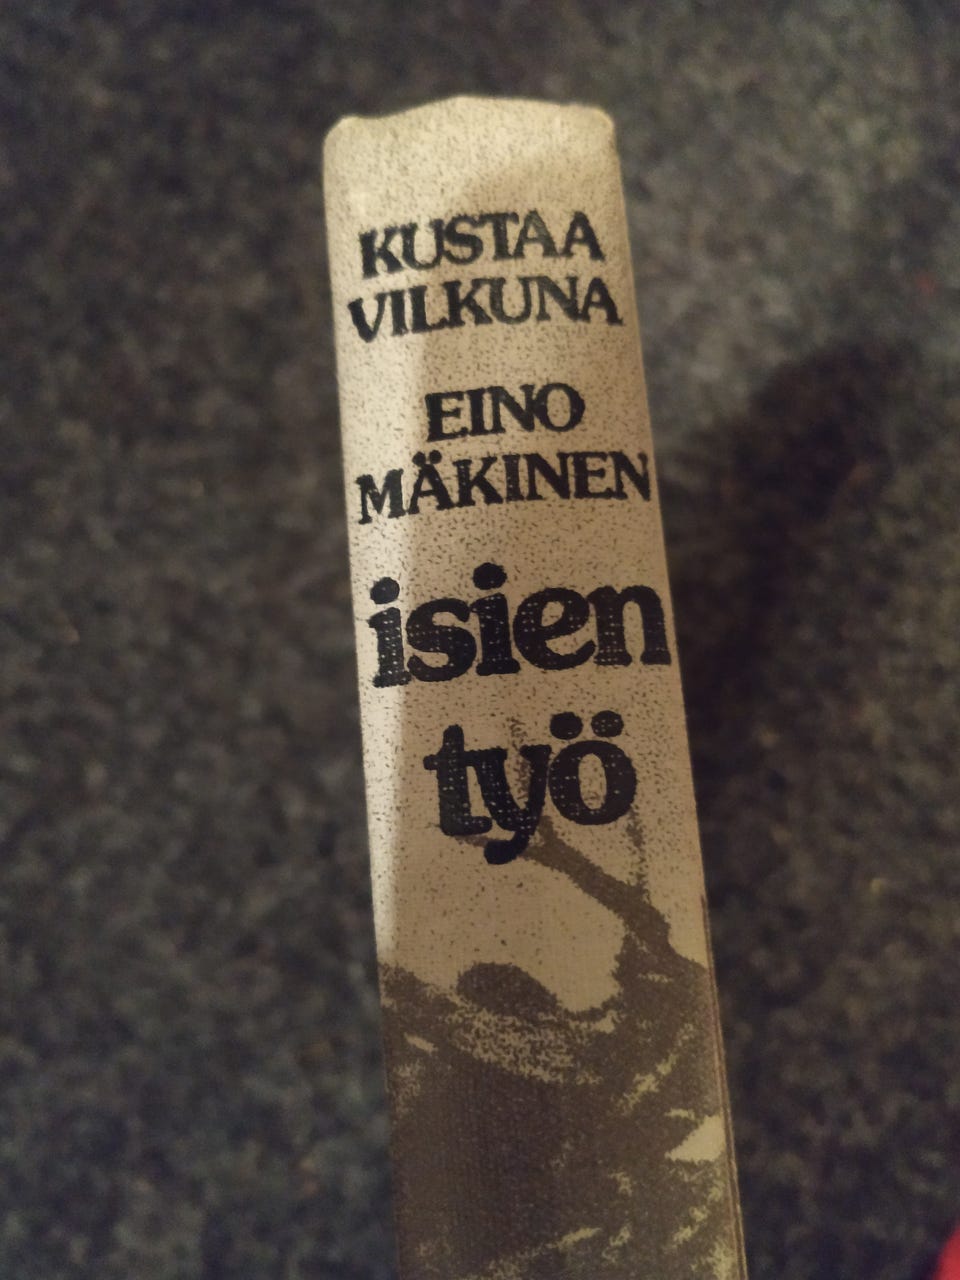 KUSTAA
VILKUNA
EINO
MÄKINEN
isien
työ